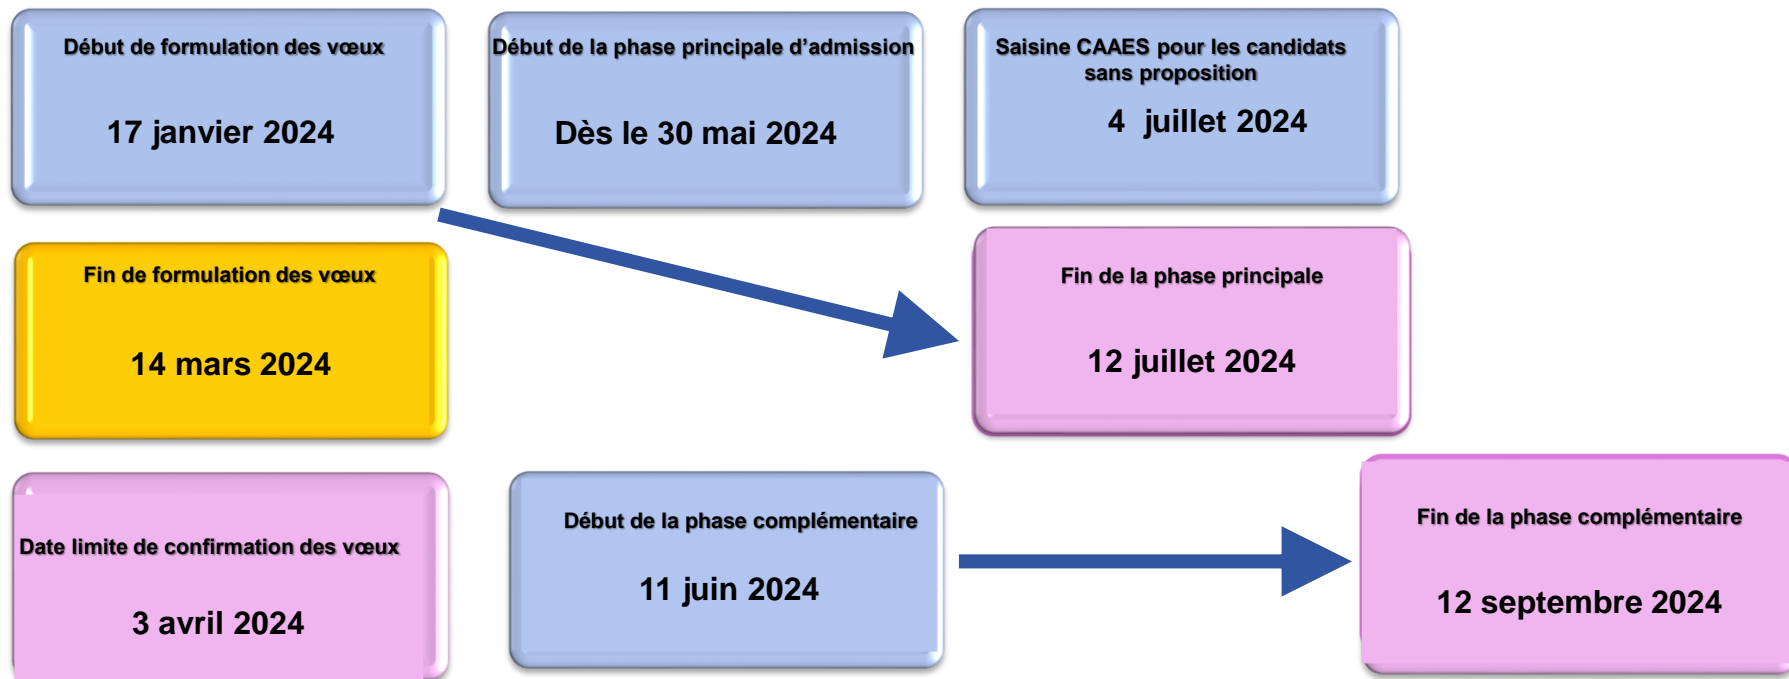 Début de formulation des vœux
17 janvier 2024
Début de la phase principale d’admission
Dès le 30 mai 2024
Saisine CAAES pour les candidats
sans proposition
4 juillet 2024
Fin de formulation des vœux
14 mars 2024
Fin de la phase principale
12 juillet 2024
Date limite de confirmation des vœux
3 avril 2024
Début de la phase complémentaire
11 juin 2024
Fin de la phase complémentaire
12 septembre 2024